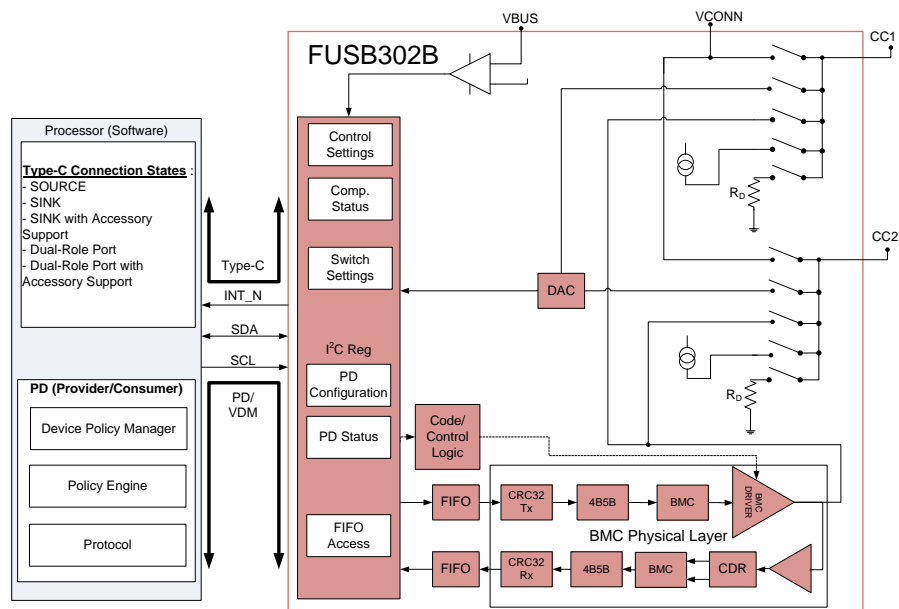 VBUS
VCONN
CC1
FUSB302B
Processor (Software)
Type-C Connection States :
- SOURCE
- SINK
- SINK with Accessory
Support
- Dual-Role Port
- Dual-Role Port with
Accessory Support
Type-C
INT_N
SDA
SCL
PD (Provider/Consumer)
Device Policy Manager
Policy Engine
Protocol
PD/
VDM
Control
Settings
Comp.
Status
Switch
Settings
I²C Reg
PD
Configuration
PD Status
FIFO
Access
DAC
RD
CC2
RD
Code/
Control
Logic
FIFO
CRC32
Tx
4B5B
BMC
BMC
DRIVER
BMC Physical Layer
FIFO
CRC32
Rx
4B5B
BMC
CDR